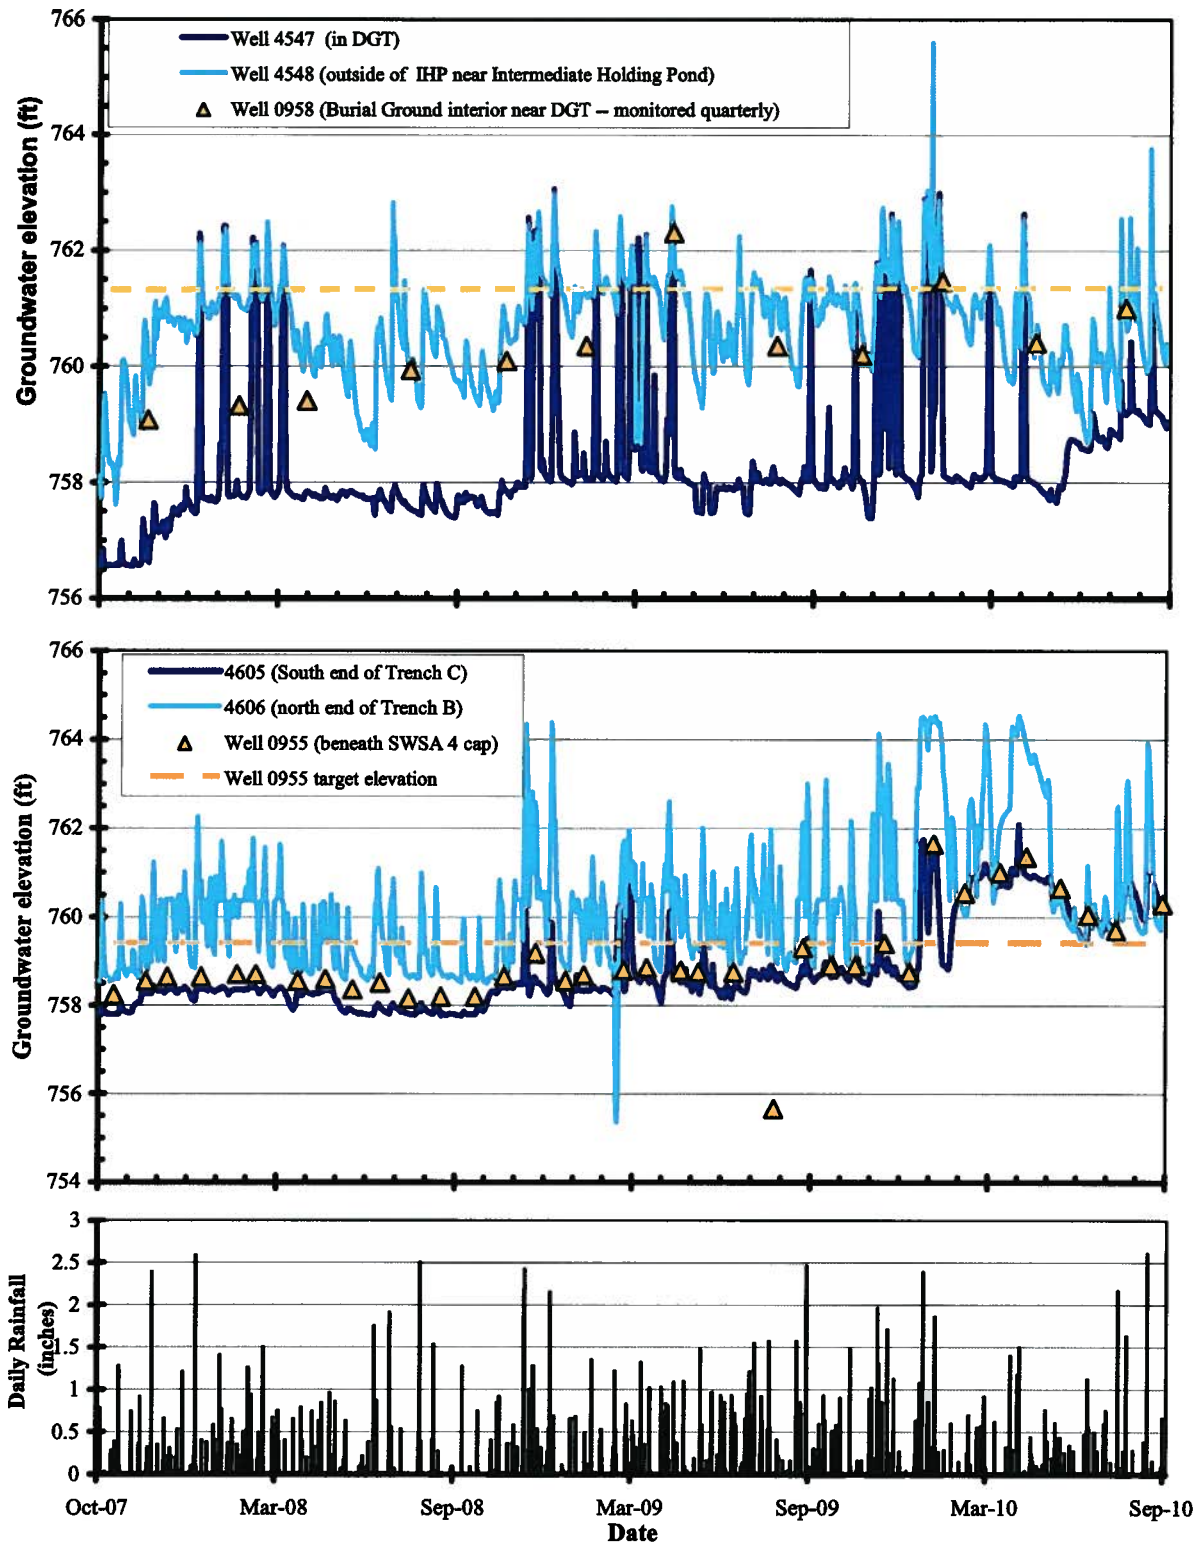 766
764
762
760
758
756
Groundwater elevation (ft)
Well 4547 (in DGT)
Well 4548 (outside of IHP near Intermediate Holding Pond)
Well 0958 (Burial Ground interior near DGT – monitored quarterly)
766
764
762
760
758
756
754
Groundwater elevation (ft)
4605 (South end of Trench C)
4606 (north end of Trench B)
Well 0955 (beneath SWSA 4 cap)
Well 0955 target elevation
3
2.5
2
1.5
1
0.5
0
Daily Rainfall
(inches)
Oct-07 Mar-08 Sep-08 Mar-09 Sep-09 Mar-10 Sep-10
Date